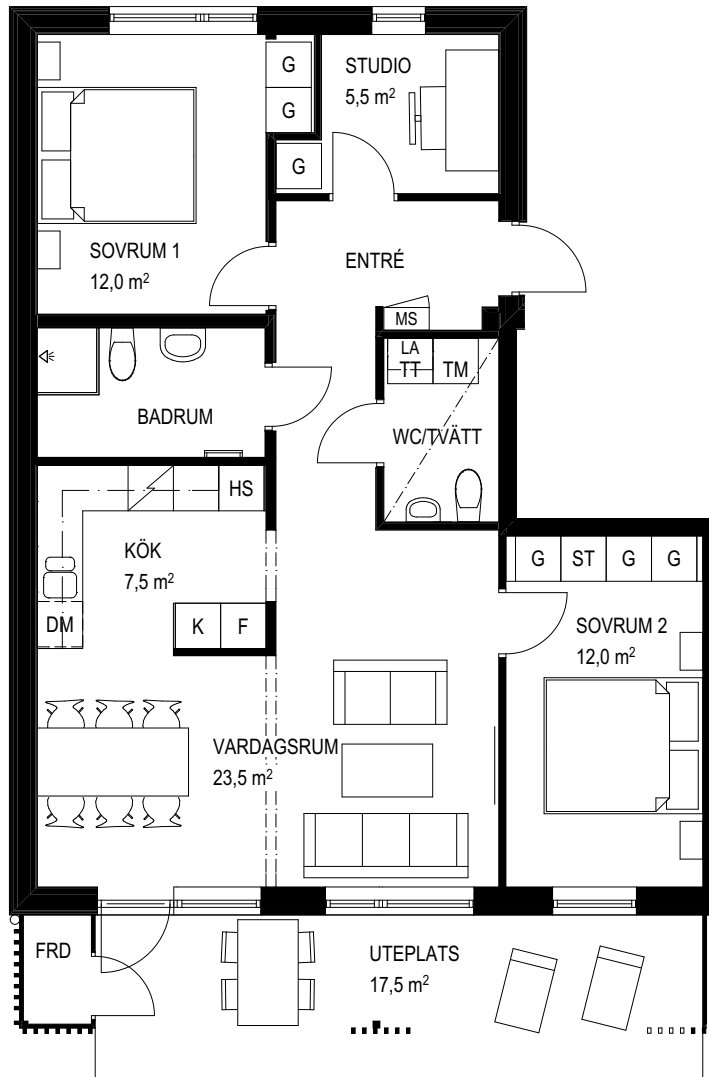 G
STUDIO
5,5 m²
G
G
SOVRUM 1
12,0 m²
ENTRÉ
MS
LA
TT
TM
BADRUM
WC/TVÄTT
HS
KÖK
7,5 m²
G
ST
G
G
DM
K
F
SOVRUM 2
12,0 m²
VARDAGSRUM
23,5 m²
FRD
UTEPLATS
17,5 m²